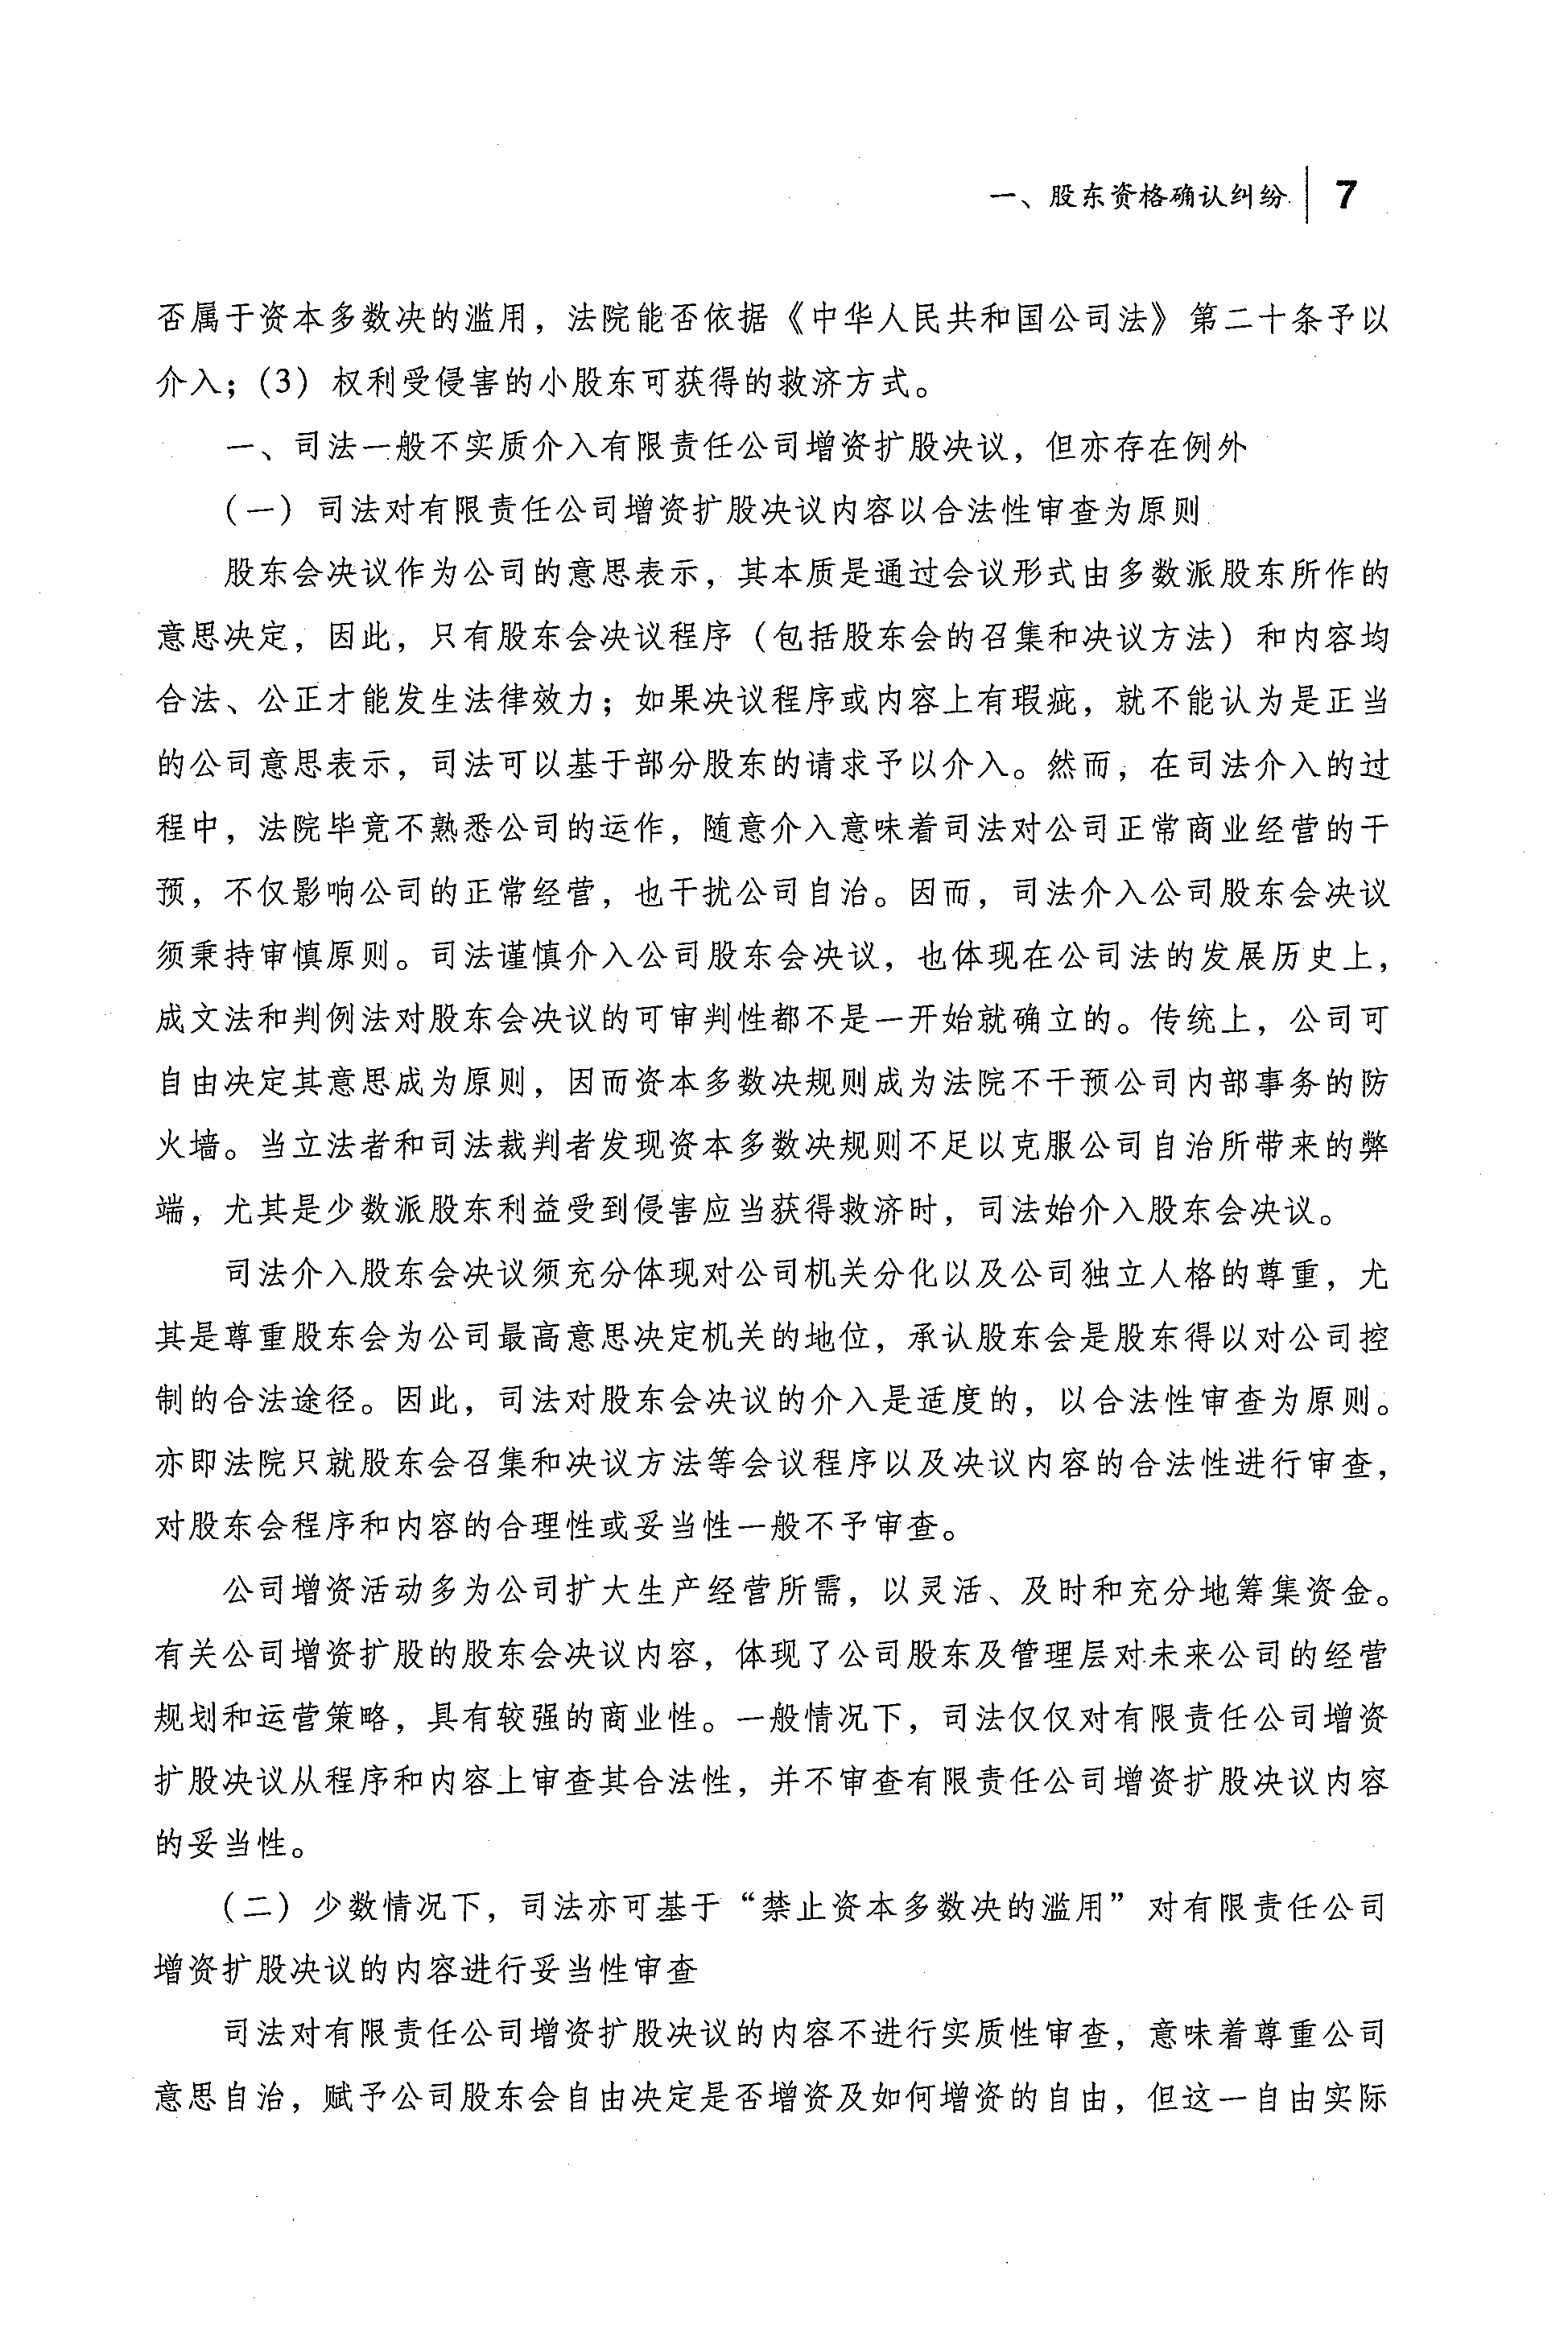 一、股东资格确认纠纷 7
否属于资本多数决的滥用，法院能否依据《中华人民共和国公司法》第二十条予以
介入；（3）权利受侵害的小股东可获得的救济方式。
一、司法一般不实质介入有限责任公司增资扩股决议，但亦存在例外
（一）司法对有限责任公司增资扩股决议内容以合法性审查为原则
股东会决议作为公司的意思表示，其本质是通过会议形式由多数派股东所作的
意思决定，因此，只有股东会决议程序（包括股东会的召集和决议方法）和内容均
合法、公正才能发生法律效力；如果决议程序或内容上有瑕疵，就不能认为是正当
的公司意思表示，司法可以基于部分股东的请求予以介入。然而，在司法介入的过
程中，法院毕竟不熟悉公司的运作，随意介入意味着司法对公司正常商业经营的干
预，不仅影响公司的正常经营，也干扰公司自治。因而，司法介入公司股东会决议
须秉持审慎原则。司法谨慎介入公司股东会决议，也体现在公司法的发展历史上，
成文法和判例法对股东会决议的可审判性都不是一开始就确立的。传统上，公司可
自由决定其意思成为原则，因而资本多数决规则成为法院不干预公司内部事务的防
火墙。当立法者和司法裁判者发现资本多数决规则不足以克服公司自治所带来的弊
端，尤其是少数派股东利益受到侵害应当获得救济时，司法始介入股东会决议。
司法介入股东会决议须充分体现对公司机关分化以及公司独立人格的尊重，尤
其是尊重股东会为公司最高意思决定机关的地位，承认股东会是股东得以对公司控
制的合法途径。因此，司法对股东会决议的介入是适度的，以合法性审查为原则。
亦即法院只就股东会召集和决议方法等会议程序以及决议内容的合法性进行审查，
对股东会程序和内容的合理性或妥当性一般不予审查。
公司增资活动多为公司扩大生产经营所需，以灵活、及时和充分地筹集资金。
有关公司增资扩股的股东会决议内容，体现了公司股东及管理层对未来公司的经营
规划和运营策略，具有较强的商业性。一般情况下，司法仅仅对有限责任公司增资
扩股决议从程序和内容上审查其合法性，并不审查有限责任公司增资扩股决议内容
的妥当性。
（二）少数情况下，司法亦可基于“禁止资本多数决的滥用”对有限责任公司
增资扩股决议的内容进行妥当性审查
司法对有限责任公司增资扩股决议的内容不进行实质性审查，意味着尊重公司
意思自治，赋予公司股东会自由决定是否增资及如何增资的自由，但这一自由实际